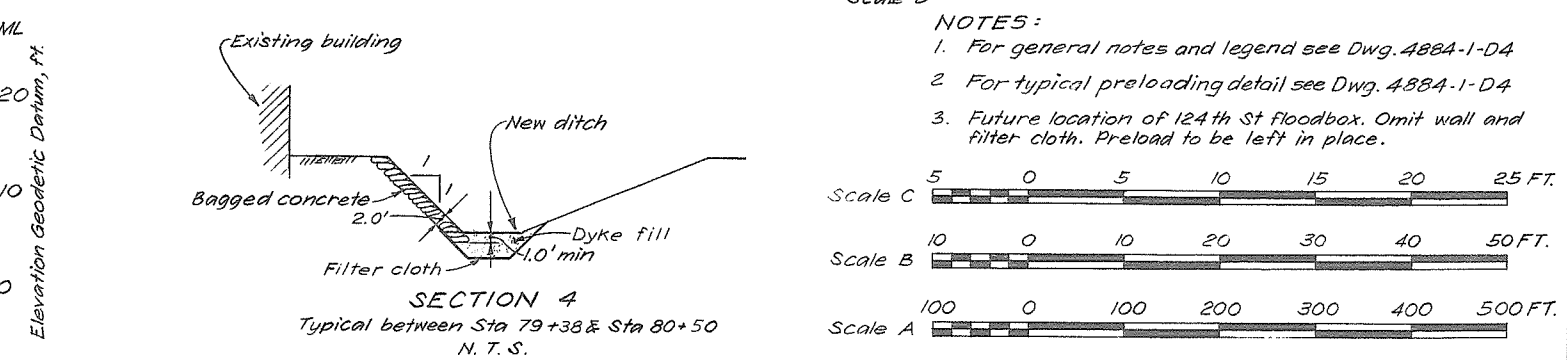 ML
20
10
0
Elevation Geodetic Datum, ft.
Existing building
New ditch
1
1
Bagged concrete
2.0'
Dyke fill
1.0' min
Filter cloth
SECTION 4
Typical between Sta 79+38 & Sta 80+50
N. T. S.
NOTES:
1. For general notes and legend see Dwg. 4884-1-D4
2 For typical preloading detail see Dwg. 4884-1-D4
3. Future location of 124th St floodbox. Omit wall and
filter cloth. Preload to be left in place.
5 0 5 10 15 20 25 FT.
Scale C
10 0 10 20 30 40 50 FT.
Scale B
100 0 100 200 300 400 500 FT.
Scale A